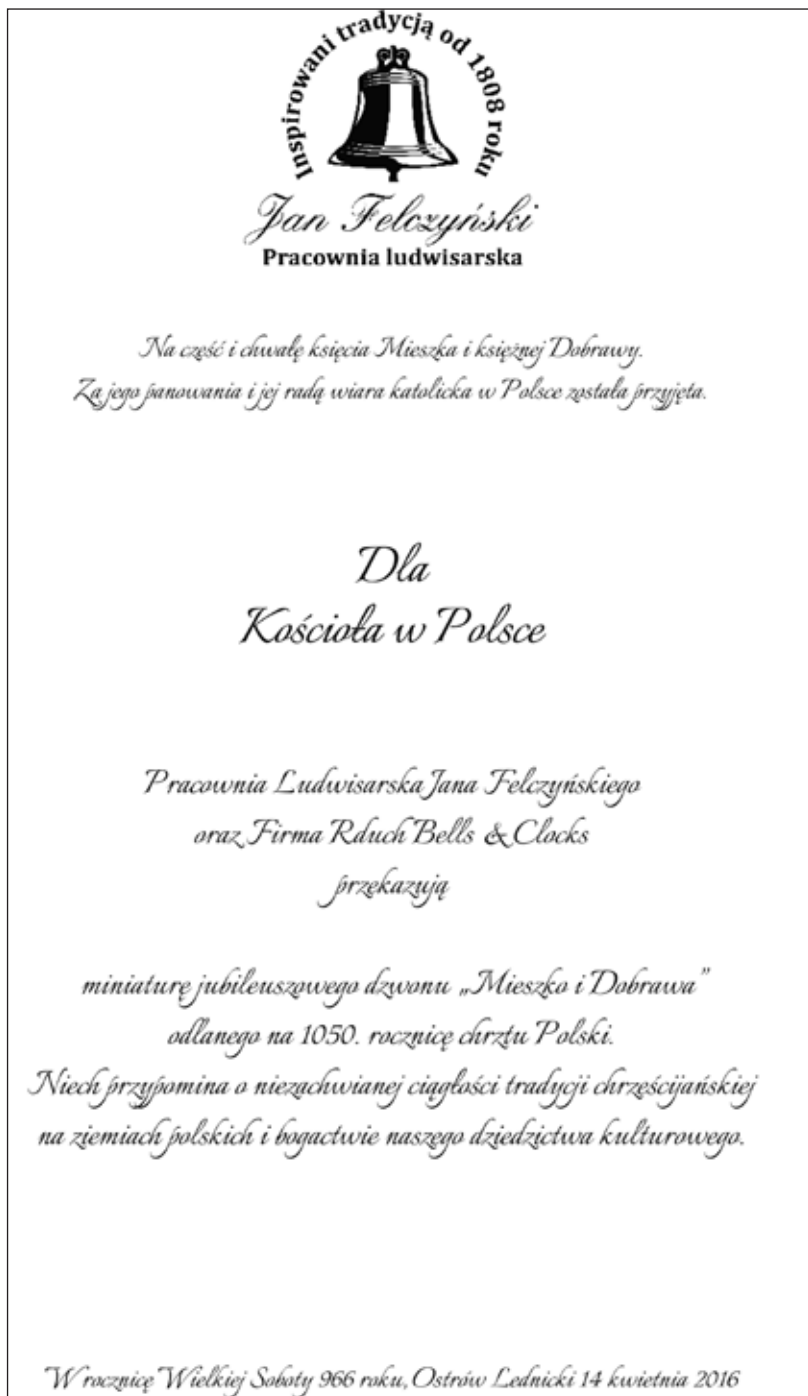 Inspirowani tradycją od 1808 roku
Jan Felczyński
Pracownia ludwisarska
Na cześć i chwałę księcia Mieszka i księżnej Dobrawy.
Za jego panowania i jej radą wiara katolicka w Polsce została przyjęta.
Dla
Kościoła w Polsce
Pracownia Ludwisarska Jana Felczyńskiego
oraz Firma Rduch Bells & Clocks
przekazują
miniaturę jubileuszowego dzwonu „Mieszko i Dobrawa”
odlanego na 1050. rocznicę chrztu Polski.
Niech przypomina o niezachwianej ciągłości tradycji chrześcijańskiej
na ziemiach polskich i bogactwie naszego dziedzictwa kulturowego.
W rocznicę Wielkiej Soboty 966 roku, Ostrów Lednicki 14 kwietnia 2016